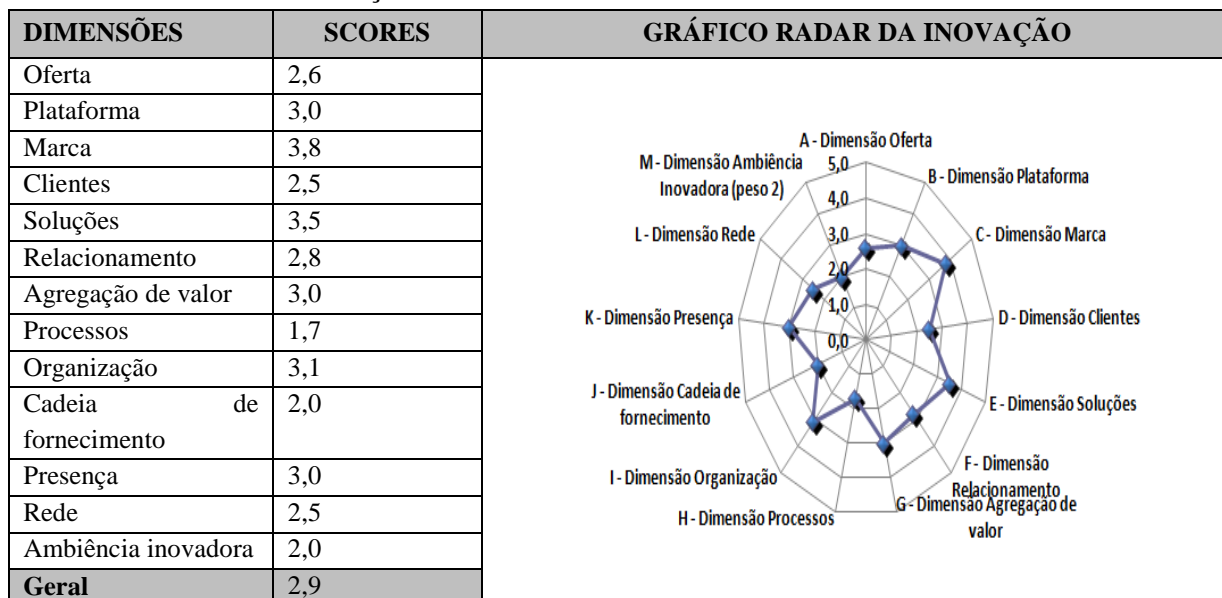 DIMENSÕES SCORES GRÁFICO RADAR DA INOVAÇÃO
Oferta 2,6
Plataforma 3,0
Marca 3,8
Clientes 2,5
Soluções 3,5
Relacionamento 2,8
Agregação de valor 3,0
Processos 1,7
Organização 3,1
Cadeia de 2,0
fornecimento
Presença 3,0
Rede 2,5
Ambiência inovadora 2,0
Geral 2,9
A - Dimensão Oferta
B - Dimensão Plataforma
C - Dimensão Marca
D - Dimensão Clientes
E - Dimensão Soluções
F - Dimensão
Relacionamento
G - Dimensão Agregação de
valor
H - Dimensão Processos
I - Dimensão Organização
J - Dimensão Cadeia de
fornecimento
K - Dimensão Presença
L - Dimensão Rede
M - Dimensão Ambiência
Inovadora (peso 2)
5,0
4,0
3,0
2,0
1,0
0,0